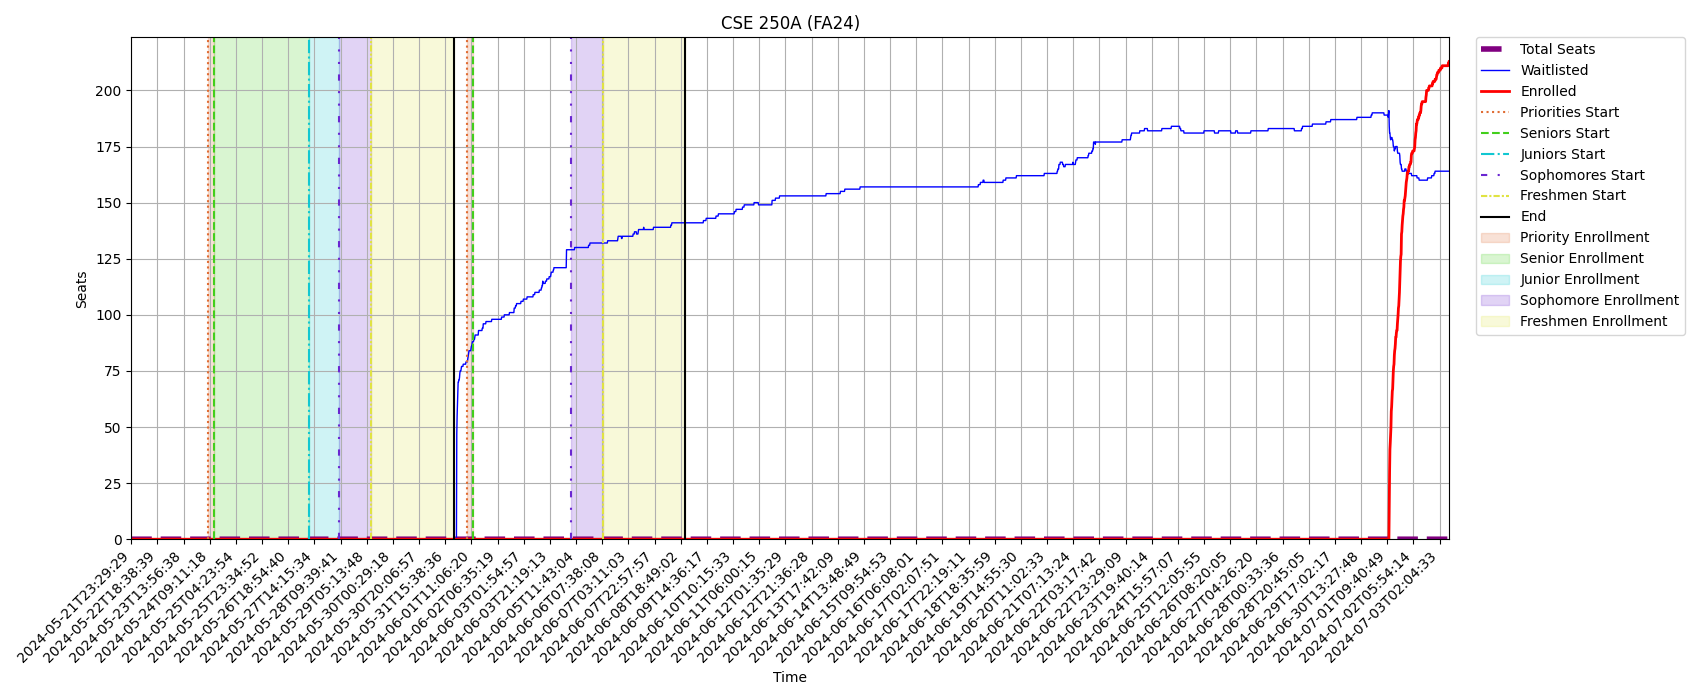 CSE 250A (FA24)
Seats
200
175
150
125
100
75
50
25
0
2024-05-21T23:29:29
2024-05-22T18:38:39
2024-05-23T13:56:38
2024-05-24T09:11:18
2024-05-25T04:23:54
2024-05-25T23:34:52
2024-05-26T18:54:40
2024-05-27T14:15:34
2024-05-28T09:39:41
2024-05-29T05:13:48
2024-05-30T00:29:18
2024-05-30T20:06:57
2024-05-31T15:38:36
2024-06-01T11:06:20
2024-06-02T06:35:19
2024-06-03T01:54:57
2024-06-03T21:19:13
2024-06-05T11:43:04
2024-06-06T07:38:08
2024-06-07T03:11:03
2024-06-07T22:57:57
2024-06-08T18:49:02
2024-06-09T14:36:17
2024-06-10T10:15:33
2024-06-11T06:00:15
2024-06-12T01:35:29
2024-06-12T21:36:28
2024-06-13T17:42:09
2024-06-14T13:48:49
2024-06-15T09:54:53
2024-06-16T06:08:01
2024-06-17T02:07:51
2024-06-17T22:19:11
2024-06-18T18:35:59
2024-06-19T14:55:30
2024-06-20T11:02:33
2024-06-21T07:13:24
2024-06-22T03:17:42
2024-06-22T23:29:09
2024-06-23T19:40:14
2024-06-24T15:57:07
2024-06-25T12:05:55
2024-06-26T08:20:05
2024-06-27T04:26:20
2024-06-28T00:33:36
2024-06-28T20:45:05
2024-06-29T17:02:17
2024-06-30T13:27:48
2024-07-01T09:40:49
2024-07-02T05:54:14
2024-07-03T02:04:33
Time
Total Seats
Waitlisted
Enrolled
Priorities Start
Seniors Start
Juniors Start
Sophomores Start
Freshmen Start
End
Priority Enrollment
Senior Enrollment
Junior Enrollment
Sophomore Enrollment
Freshmen Enrollment